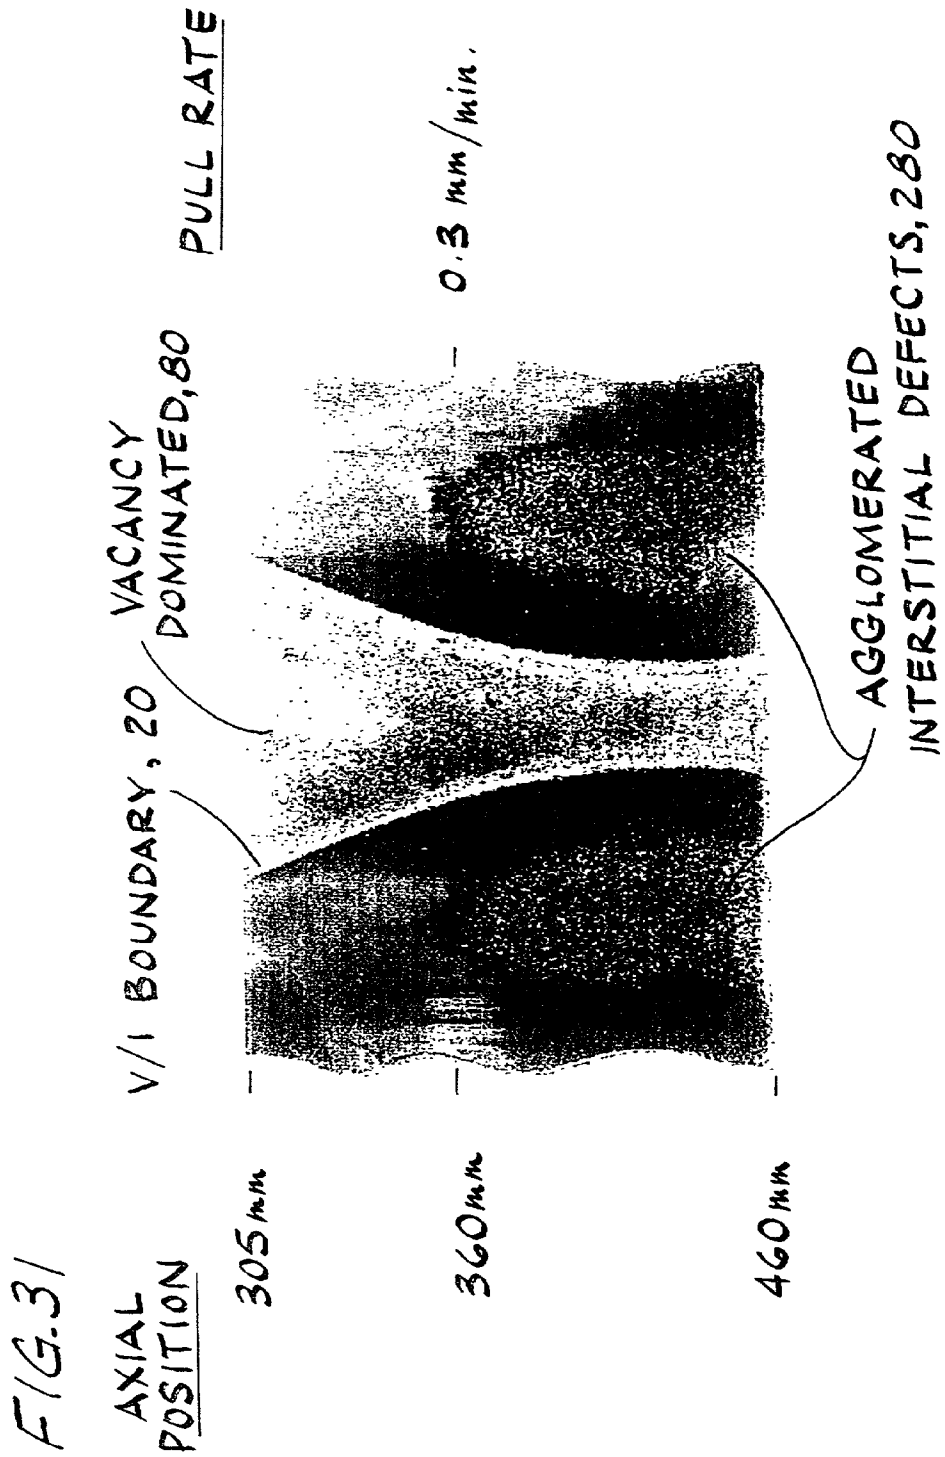 FIG. 31
AXIAL
POSITION
V/I BOUNDARY, 20
VACANCY
DOMINATED, 80
PULL RATE
305mm
360mm
0.3 mm/min.
460mm
AGGLOMERATED
INTERSTITIAL DEFECTS, 280